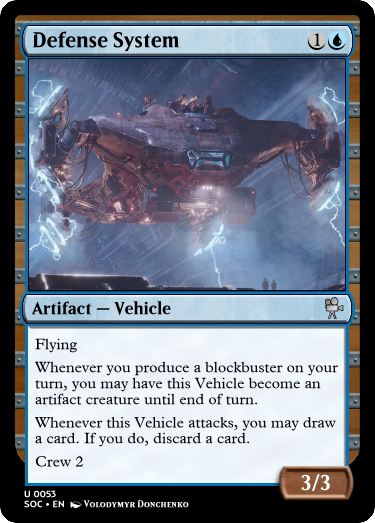 Defense System 1
Artifact — Vehicle
Flying
Whenever you produce a blockbuster on your
turn, you may have this Vehicle become an
artifact creature until end of turn.
Whenever this Vehicle attacks, you may draw
a card. If you do, discard a card.
Crew 2
3/3
U 0053
SOC • EN Volodymyr Donchenko